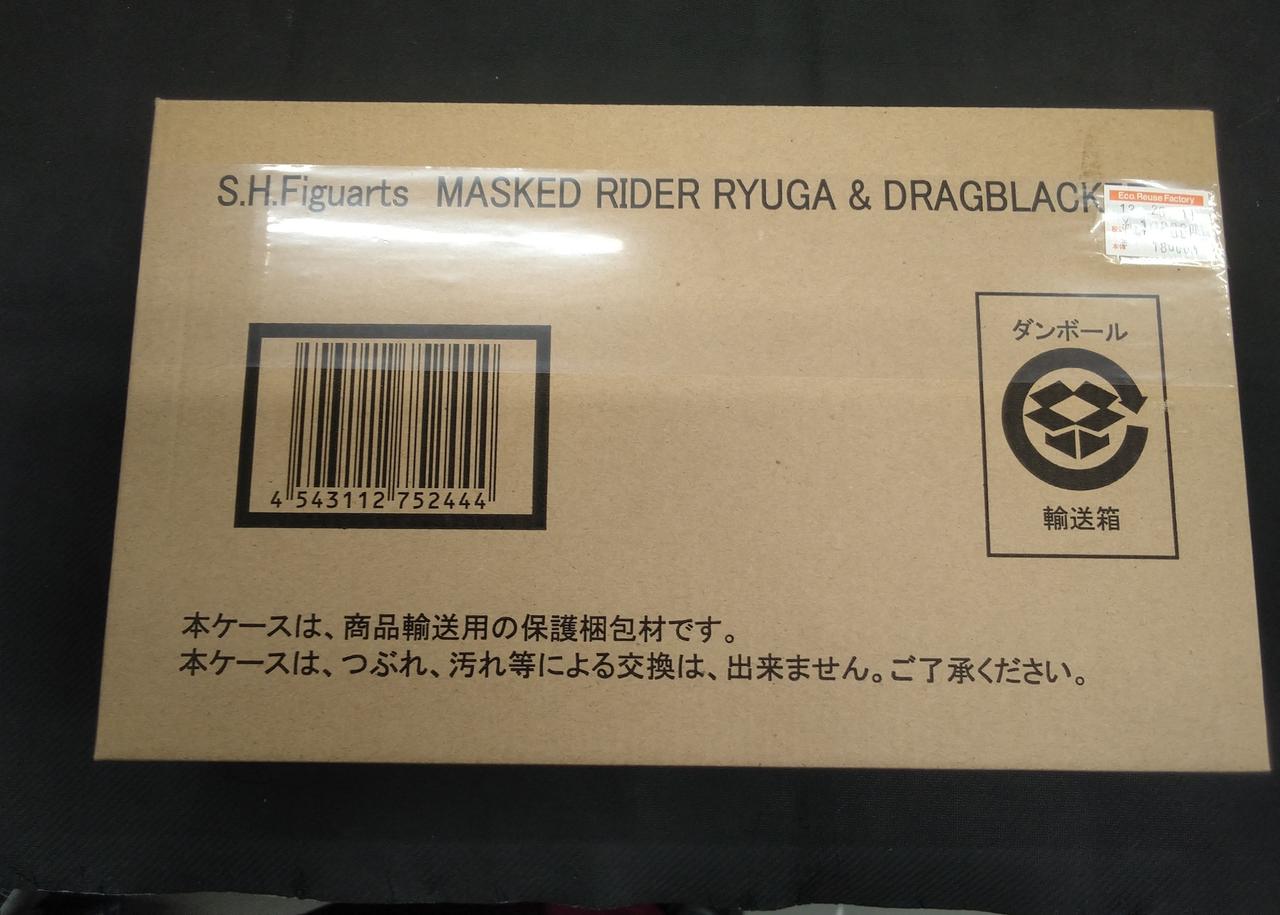 S.H.Figuarts MASKED RIDER RYUGA & DRAGBLACK
Eco.Reuse Factory
ダンボール
輸送箱
4 543112 752444
本ケースは、商品輸送用の保護梱包材です。
本ケースは、つぶれ、汚れ等による交換は、出来ません。ご了承ください。